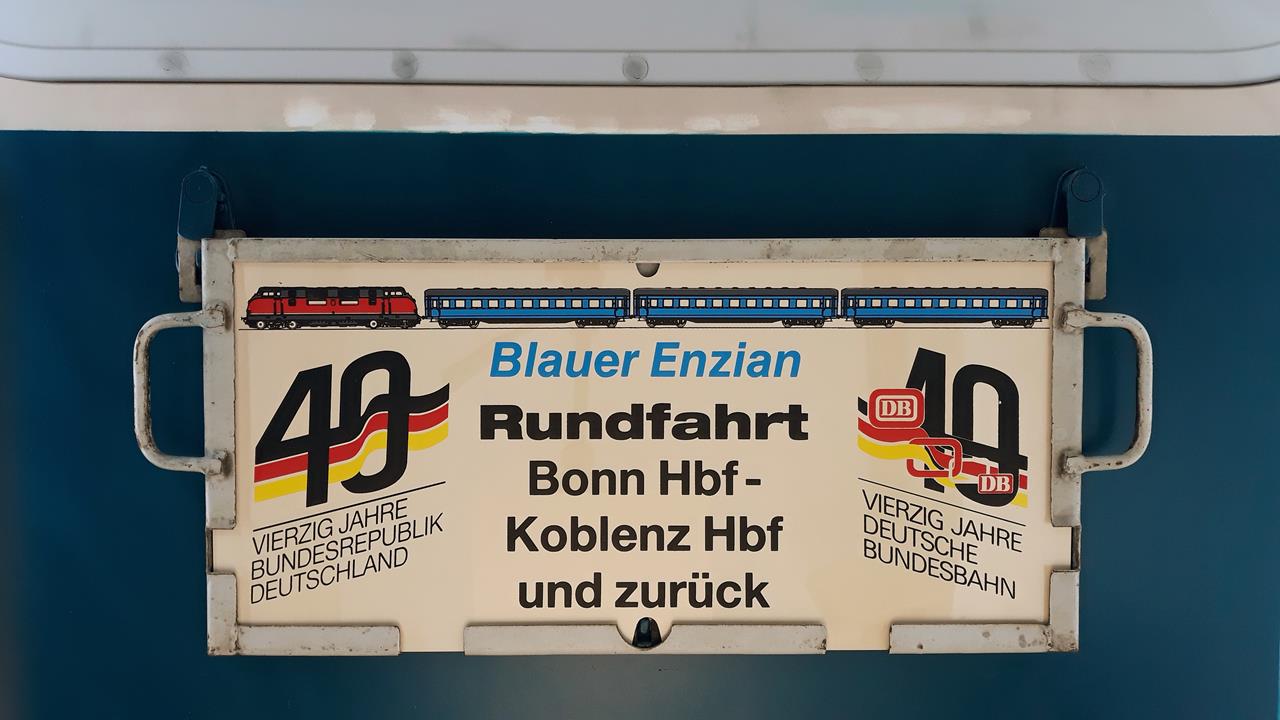 Blauer Enzian
Rundfahrt
Bonn Hbf -
Koblenz Hbf
und zurück
40
VIERZIG JAHRE
BUNDESREPUBLIK
DEUTSCHLAND
40
DB
DB
VIERZIG JAHRE
DEUTSCHE
BUNDESBAHN